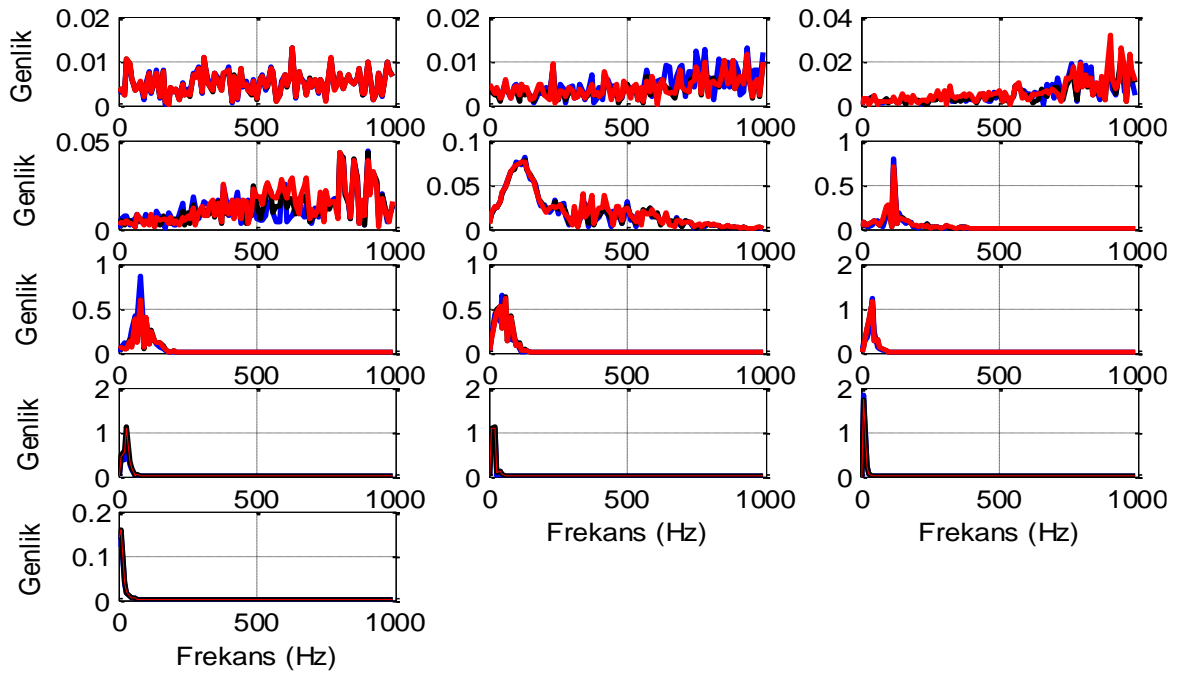 0.02 0.02 0.04
Genlik 0.01 0.01 0.02
0 0 0
0 500 1000 0 500 1000 0 500 1000
0.05 0.1 1
Genlik 0.05 0.5
0 0 0
0 500 1000 0 500 1000 0 500 1000
1 1 2
Genlik 0.5 0.5 1
0 0 0
0 500 1000 0 500 1000 0 500 1000
2 2 2
Genlik 1 1 1
0 0 0
0 500 1000 0 500 1000 0 500 1000
0.2 Frekans (Hz) Frekans (Hz)
Genlik 0.1
0
0 500 1000
Frekans (Hz)